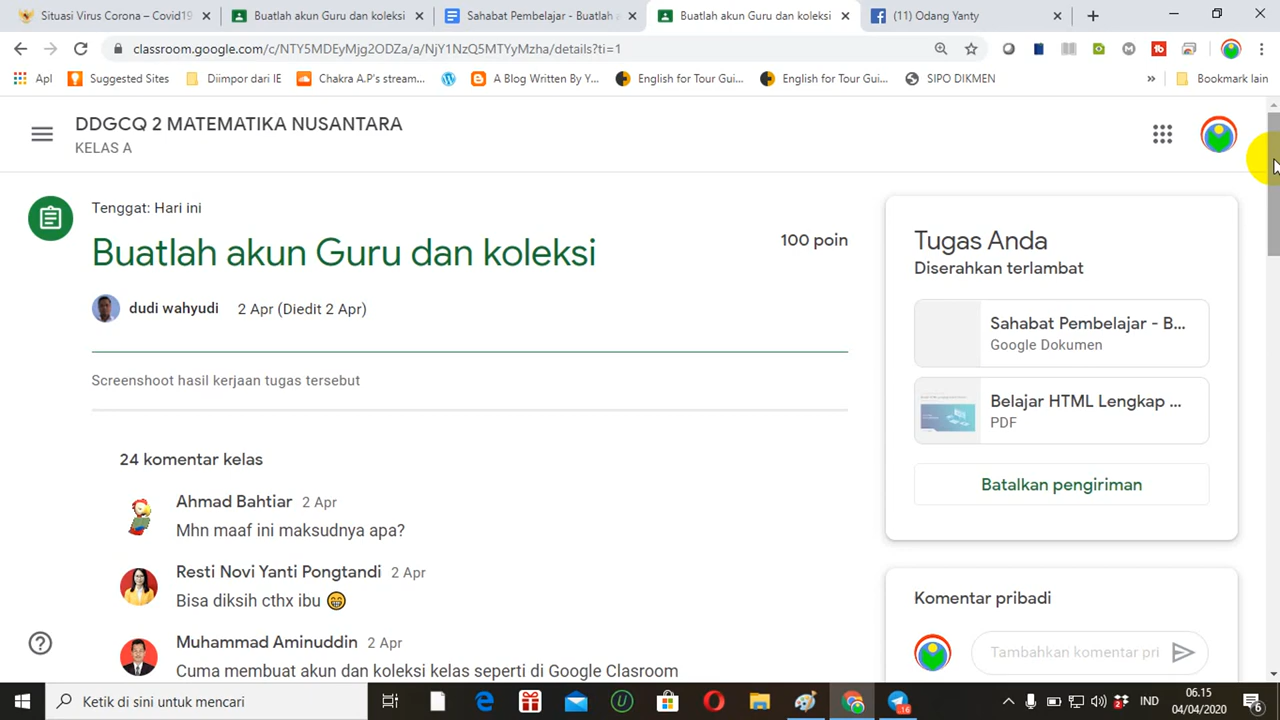 Situasi Virus Corona – Covid19
Buatlah akun Guru dan koleksi
Sahabat Pembelajar - Buatlah a
Buatlah akun Guru dan koleksi
(11) Odang Yanty
classroom.google.com/c/NTY5MDEyMjg2ODZa/a/NjY1NzQ5MTYyMzha/details?ti=1
Apl
Suggested Sites
Diimpor dari IE
Chakra A.P's stream...
A Blog Written By Y...
English for Tour Gui...
English for Tour Gui...
SIPO DIKMEN
»
Bookmark lain
DDGCQ 2 MATEMATIKA NUSANTARA
KELAS A
Tenggat: Hari ini
Buatlah akun Guru dan koleksi
100 poin
dudi wahyudi 2 Apr (Diedit 2 Apr)
Screenshoot hasil kerjaan tugas tersebut
24 komentar kelas
Ahmad Bahtiar 2 Apr
Mhn maaf ini maksudnya apa?
Resti Novi Yanti Pongtandi 2 Apr
Bisa diksih cthx ibu 😁
Muhammad Aminuddin 2 Apr
Cuma membuat akun dan koleksi kelas seperti di Google Clasroom
Tugas Anda
Diserahkan terlambat
Sahabat Pembelajar - B...
Google Dokumen
Belajar HTML Lengkap ...
PDF
Batalkan pengiriman
Komentar pribadi
Tambahkan komentar pri
Ketik di sini untuk mencari
IND
06.15
04/04/2020
6